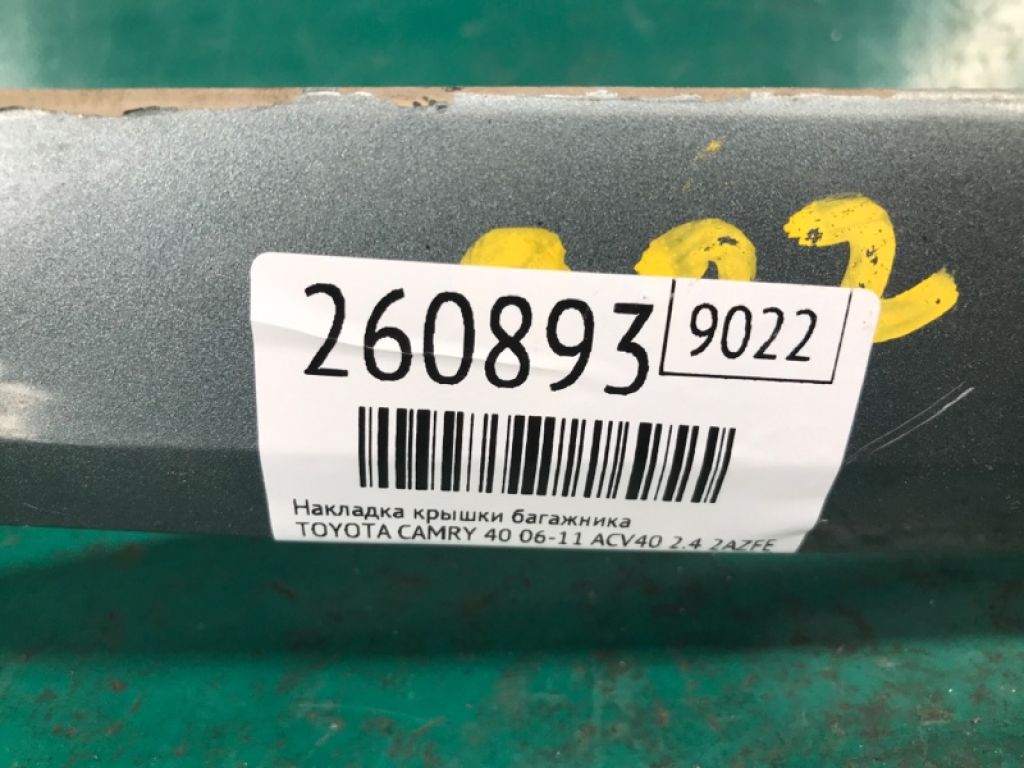 260893 9022
Накладка крышки багажника
TOYOTA CAMRY 40 06-11 ACV40 2.4 2AZFE